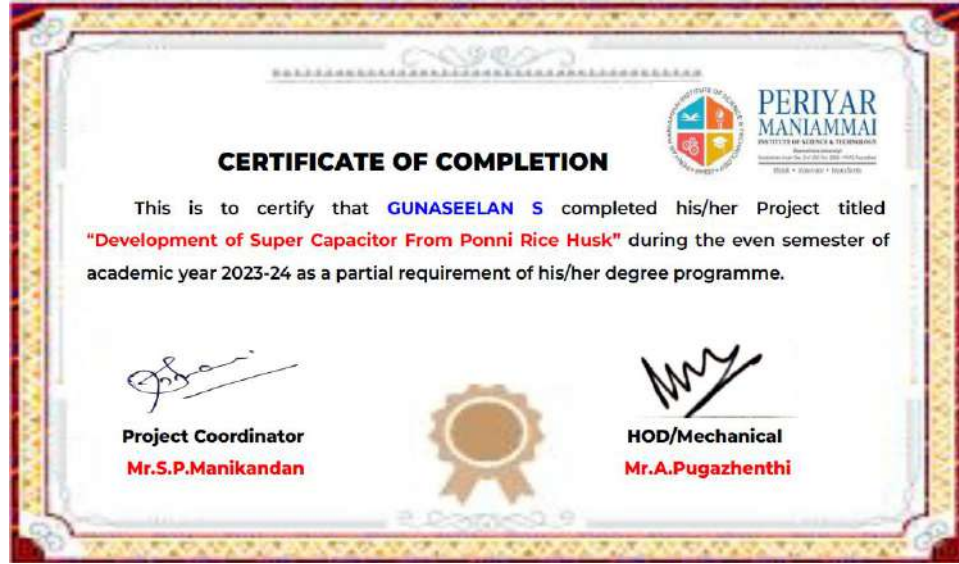 PERIYAR
MANIAMMAI
INSTITUTE OF SCIENCE & TECHNOLOGY
CERTIFICATE OF COMPLETION
This is to certify that GUNASEELAN S completed his/her Project titled
“Development of Super Capacitor From Ponni Rice Husk” during the even semester of
academic year 2023-24 as a partial requirement of his/her degree programme.
Project Coordinator
HOD/Mechanical
Mr.S.P.Manikandan
Mr.A.Pugazhenthi